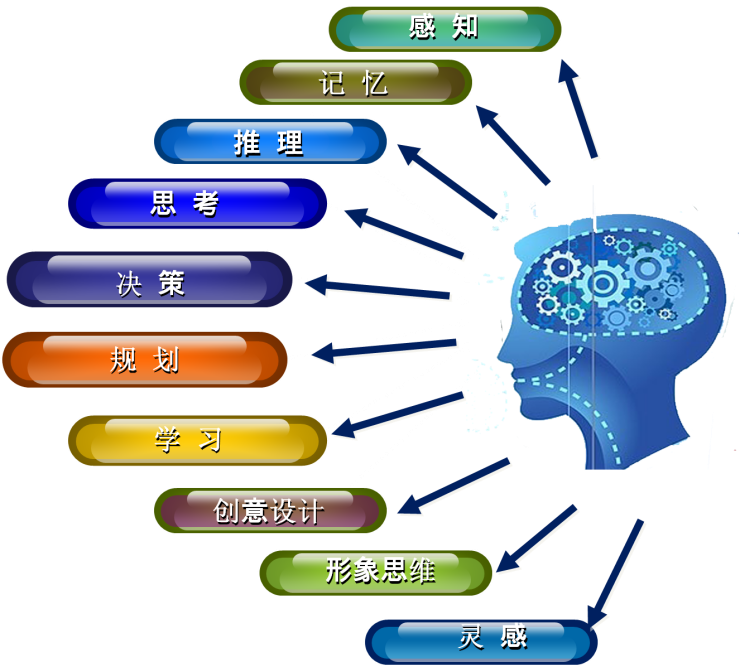 感 知
记 忆
推 理
思 考
决 策
规 划
学 习
创意设计
形象思维
灵 感